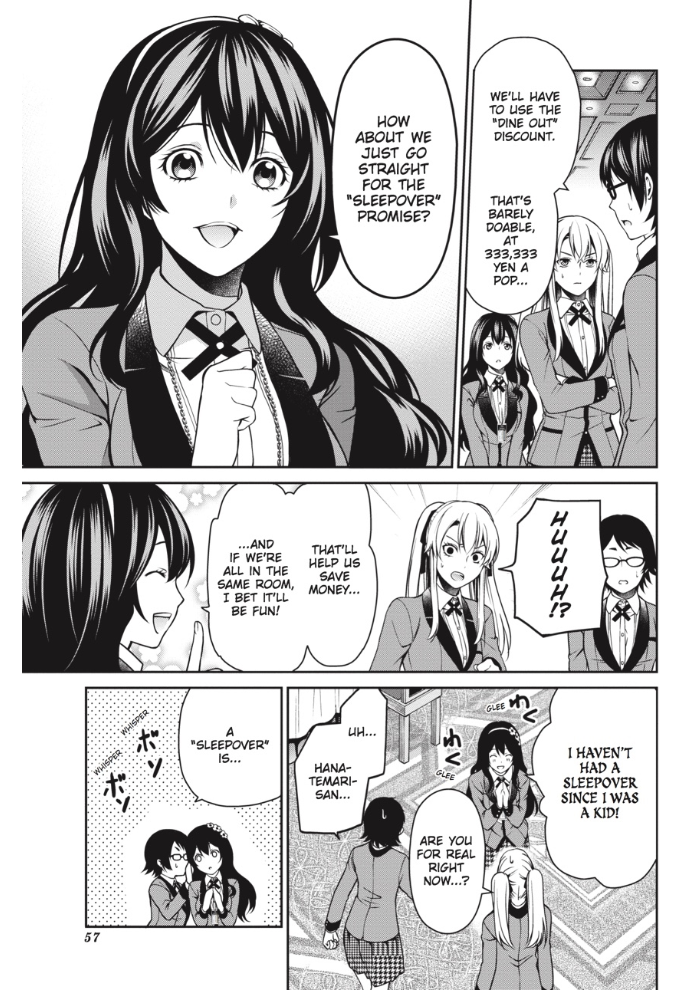 WE'LL HAVE
TO USE THE
"DINE OUT"
DISCOUNT.
THAT'S
BARELY
DOABLE,
AT
333,333
YEN A
POP...
HOW
ABOUT WE
JUST GO
STRAIGHT
FOR THE
"SLEEPOVER"
PROMISE?
HUUUUH!?
THAT'LL
HELP US
SAVE
MONEY...
...AND
IF WE'RE
ALL IN THE
SAME ROOM,
I BET IT'LL
BE FUN!
I HAVEN'T
HAD A
SLEEPOVER
SINCE I WAS
A KID!
わく
GLEE
わく
GLEE
UH...
HANA-
TEMARI-
SAN...
ARE YOU
FOR REAL
RIGHT
NOW...?
A
"SLEEPOVER"
IS...
ボソ
WHISPER
ボソ
WHISPER
57